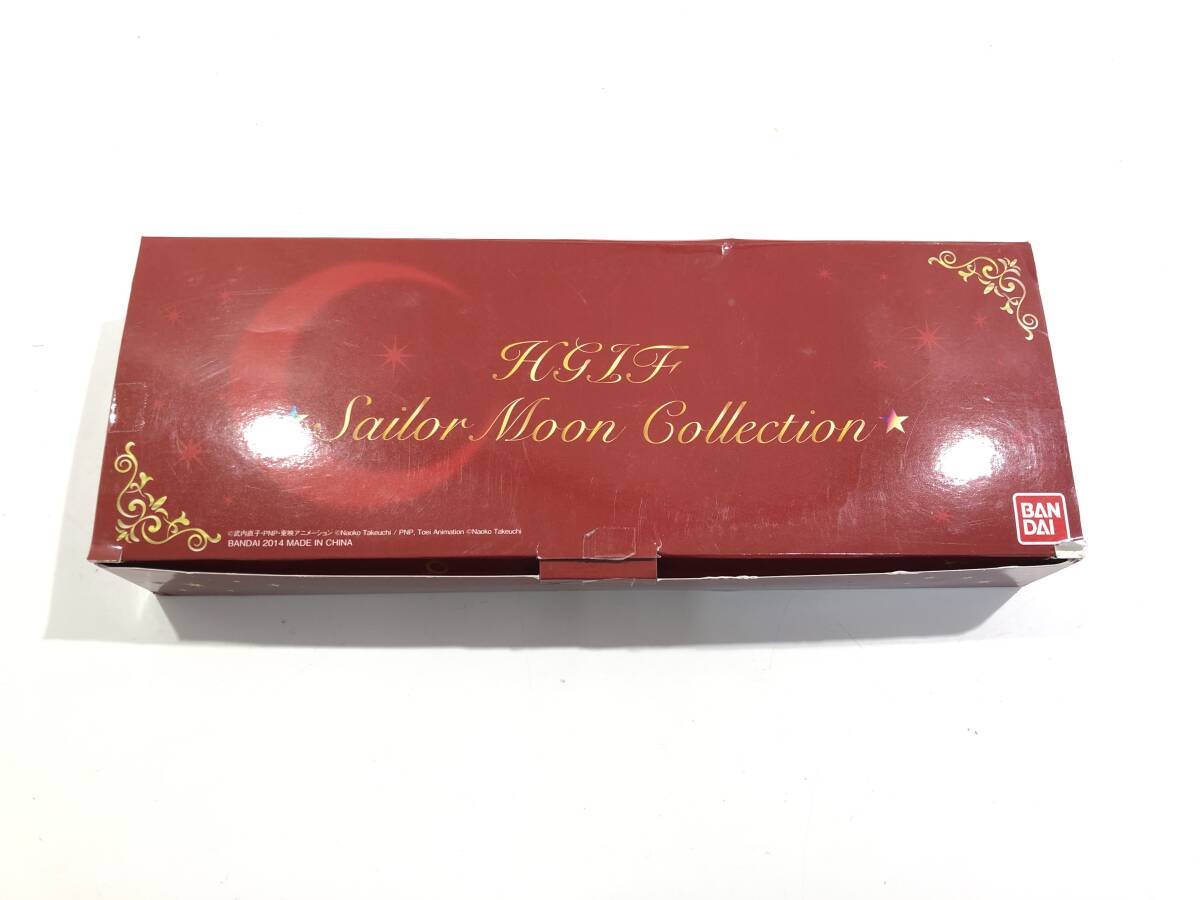 HGIF
Sailor Moon Collection
©武内直子・PNP・東映アニメーション ©Naoko Takeuchi / PNP, Toei Animation ©Naoko Takeuchi
BANDAI 2014 MADE IN CHINA
BAN
DAI